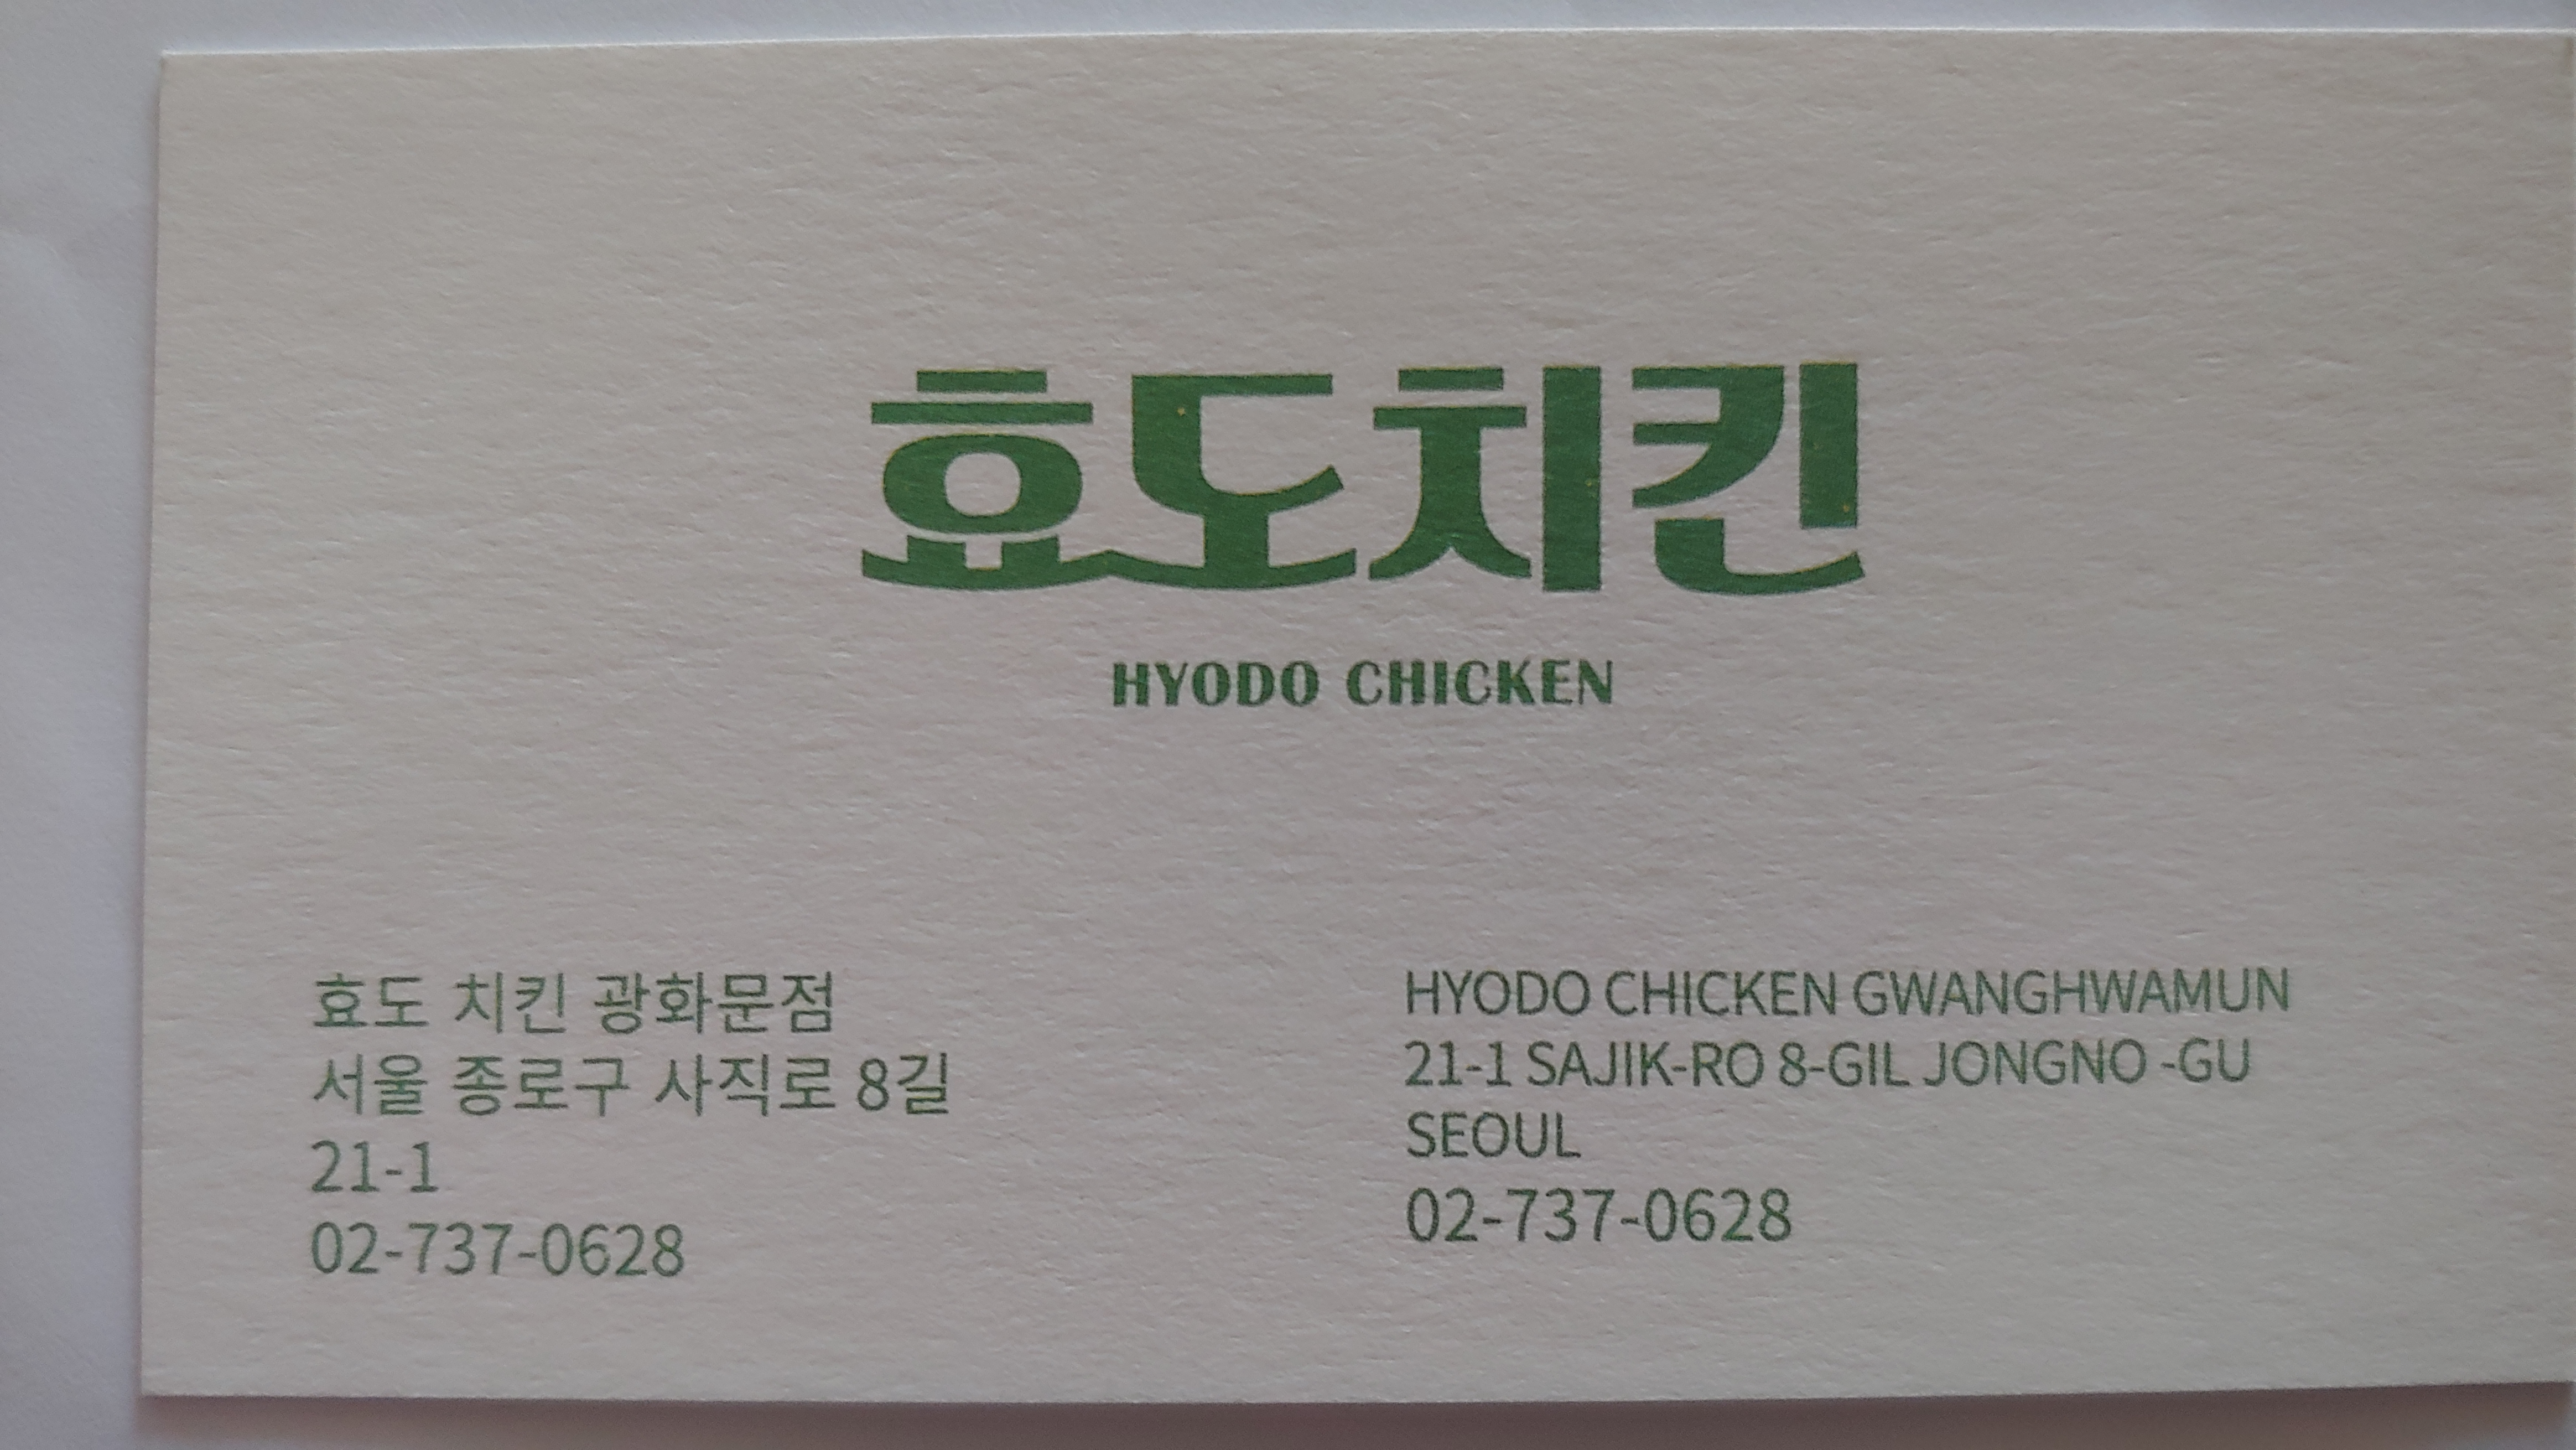 효도치킨
HYODO CHICKEN
효도 치킨 광화문점
서울 종로구 사직로 8길
21-1
02-737-0628
HYODO CHICKEN GWANGHWAMUN
21-1 SAJIK-RO 8-GIL JONGNO -GU
SEOUL
02-737-0628